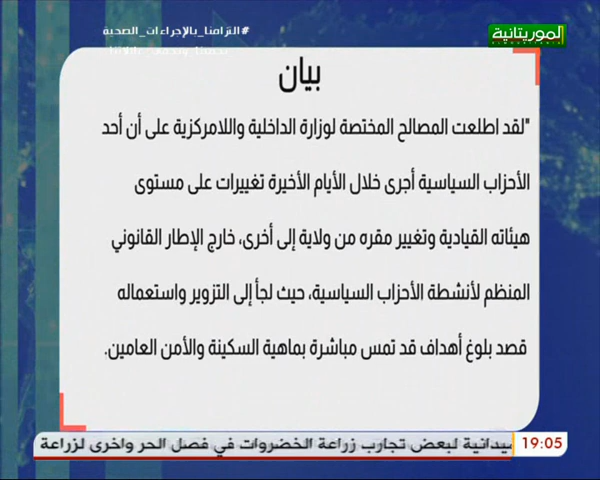 #التزامنا_بالإجراءات_الصحية
الموريتانية
بيان
"لقد اطلعت المصالح المختصة لوزارة الداخلية واللامركزية على أن أحد
الأحزاب السياسية أجرى خلال الأيام الأخيرة تغييرات على مستوى
هيئاته القيادية وتغيير مقره من ولاية إلى أخرى، خارج الإطار القانوني
المنظم لأنشطة الأحزاب السياسية، حيث لجأ إلى التزوير واستعماله
قصد بلوغ أهداف قد تمس مباشرة بماهية السكينة والأمن العامين.
19:05
ميدانية لبعض تجارب زراعة الخضروات في فصل الحر واخرى لزراعة